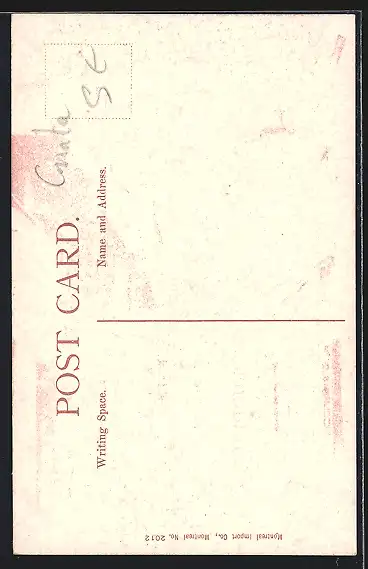 POST CARD.
Writing Space.
Name and Address.
Montreal Import Co., Montreal No. 2012